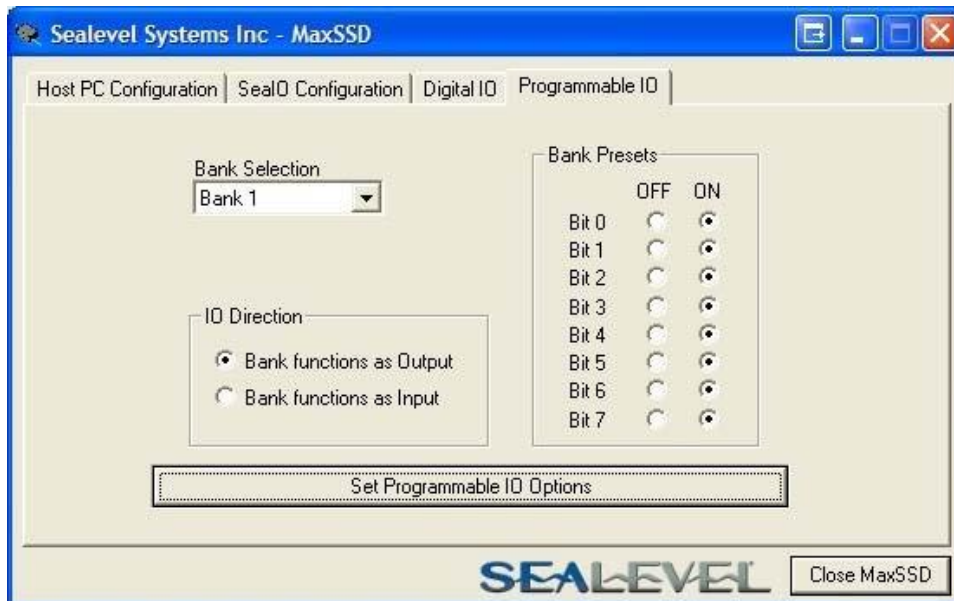 Sealevel Systems Inc - MaxSSD
Host PC Configuration
SeaIO Configuration
Digital IO
Programmable IO
Bank Selection
Bank 1
IO Direction
Bank functions as Output
Bank functions as Input
Bank Presets
OFF ON
Bit 0
Bit 1
Bit 2
Bit 3
Bit 4
Bit 5
Bit 6
Bit 7
Set Programmable IO Options
SEALEVEL
Close MaxSSD